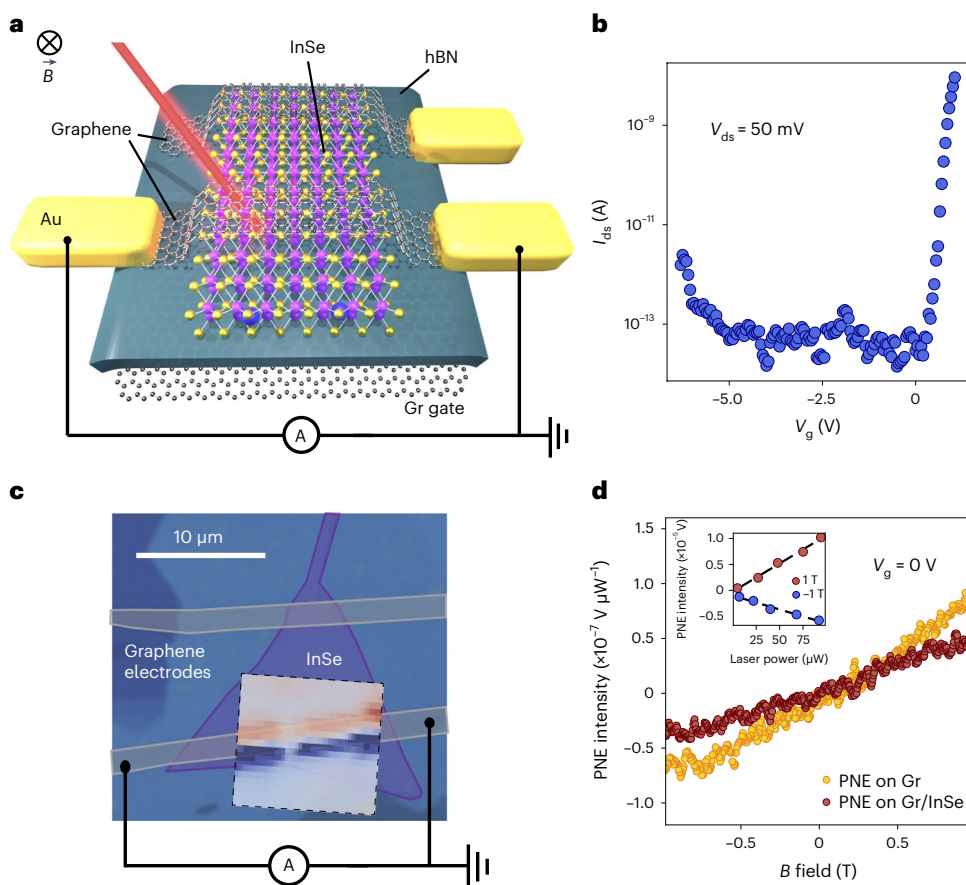 a
B
InSe
hBN
Graphene
Au
Gr gate
A
b
V_ds = 50 mV
10⁻⁹
10⁻¹¹
10⁻¹³
I_ds (A)
−5.0
−2.5
0
V_g (V)
c
10 µm
Graphene
electrodes
InSe
A
d
1.5
1.0
0.5
0
−0.5
−1.0
PNE intensity (×10⁻⁷ V µW⁻¹)
V_g = 0 V
PNE intensity (×10⁻⁵ V)
1.0
0.5
0
−0.5
1 T
−1 T
25
50
75
Laser power (µW)
PNE on Gr
PNE on Gr/InSe
−0.5
0
0.5
B field (T)